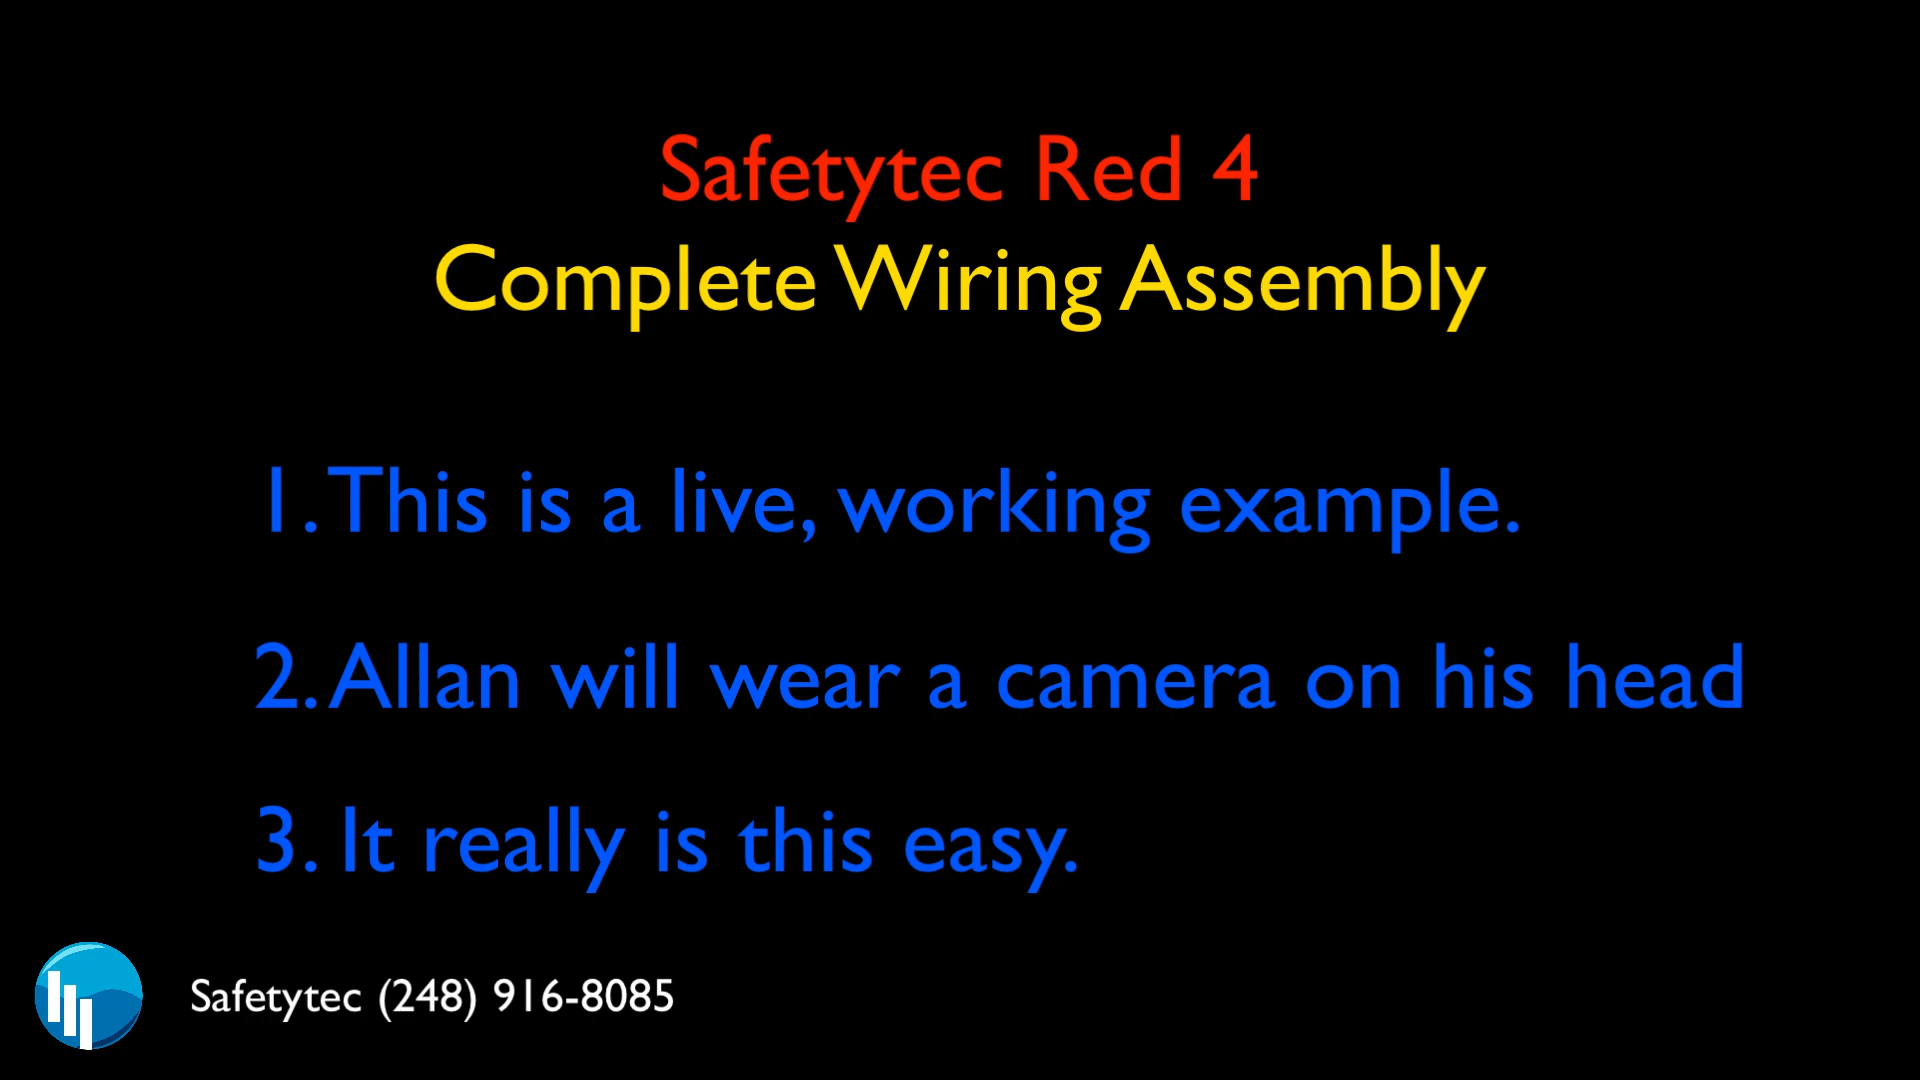 Safetytec Red 4
Complete Wiring Assembly
1. This is a live, working example.
2. Allan will wear a camera on his head
3. It really is this easy.
Safetytec (248) 916-8085